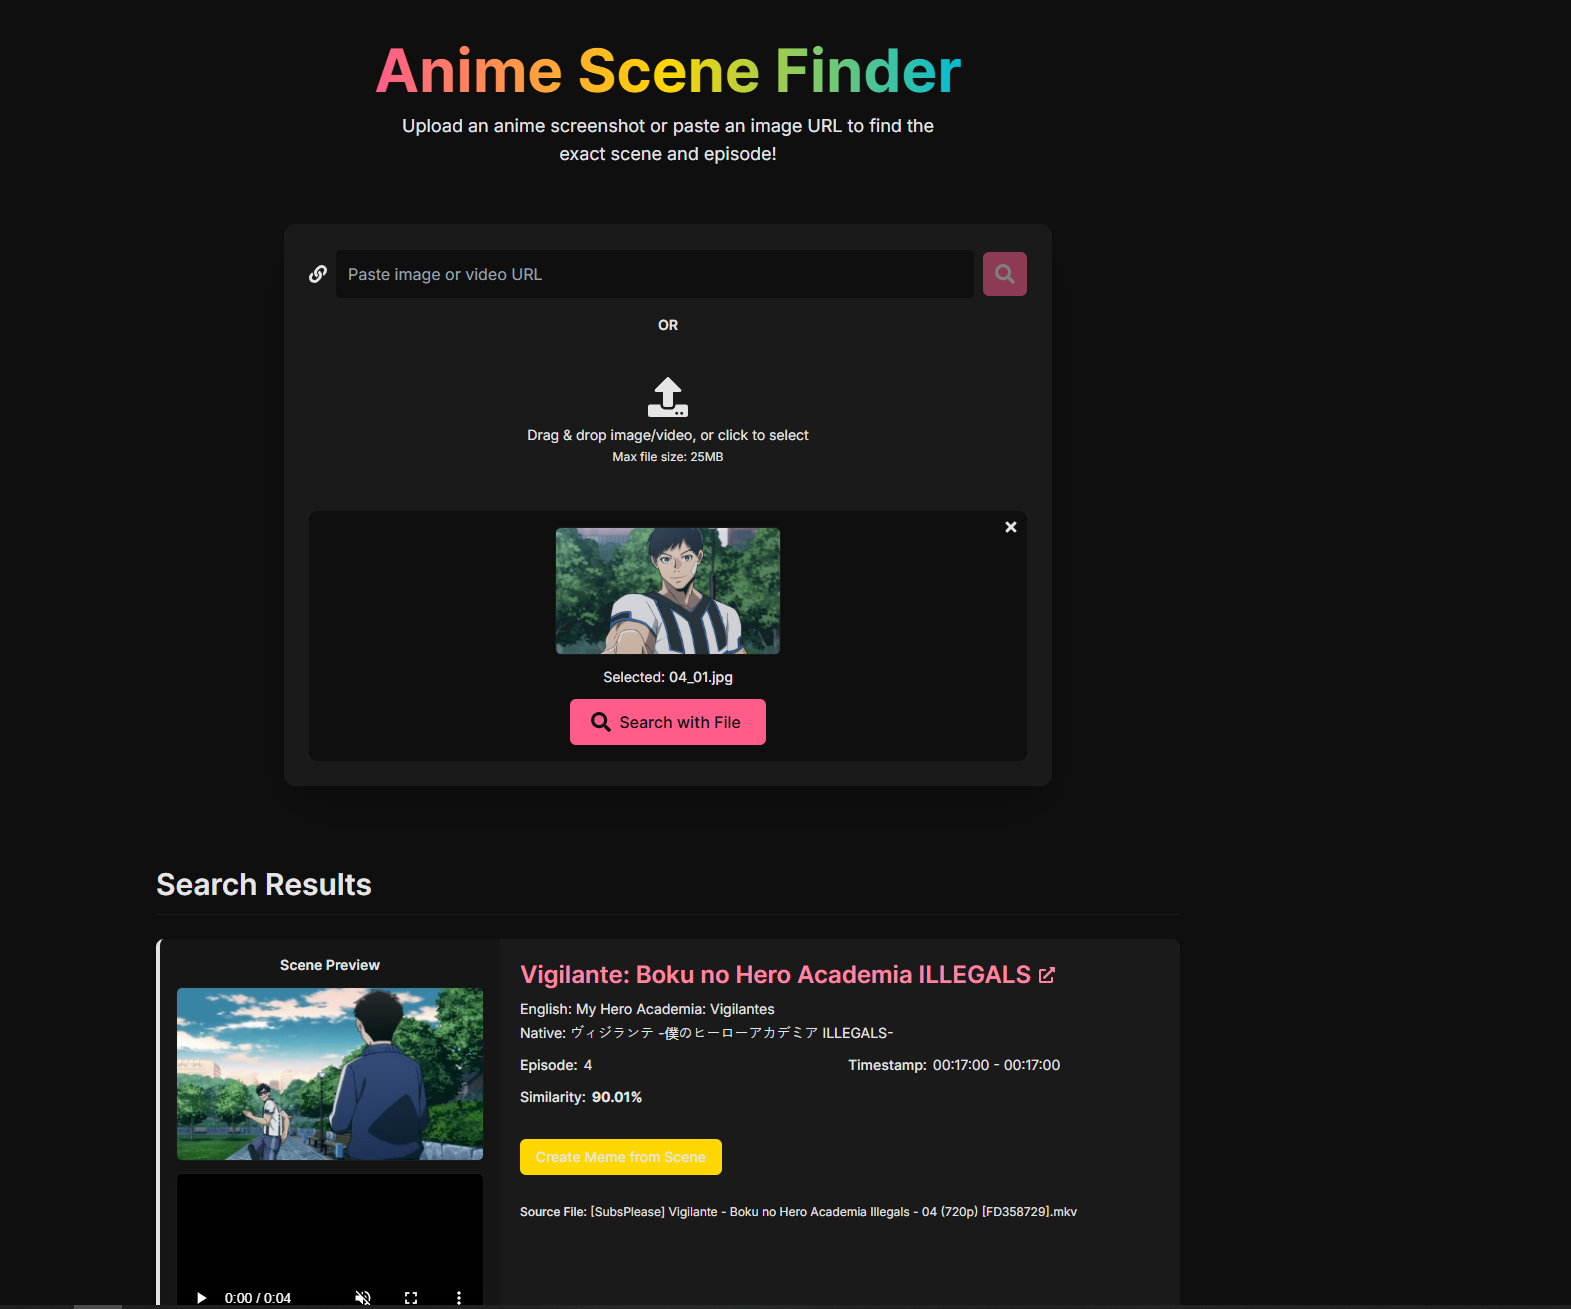 Anime Scene Finder
Upload an anime screenshot or paste an image URL to find the
exact scene and episode!
Paste image or video URL
OR
Drag & drop image/video, or click to select
Max file size: 25MB
Selected: 04_01.jpg
Search with File
Search Results
Scene Preview
0:00 / 0:04
Vigilante: Boku no Hero Academia ILLEGALS
English: My Hero Academia: Vigilantes
Native: ヴィジランテ -僕のヒーローアカデミア ILLEGALS-
Episode: 4 Timestamp: 00:17:00 - 00:17:00
Similarity: 90.01%
Create Meme from Scene
Source File: [SubsPlease] Vigilante - Boku no Hero Academia Illegals - 04 (720p) [FD358729].mkv